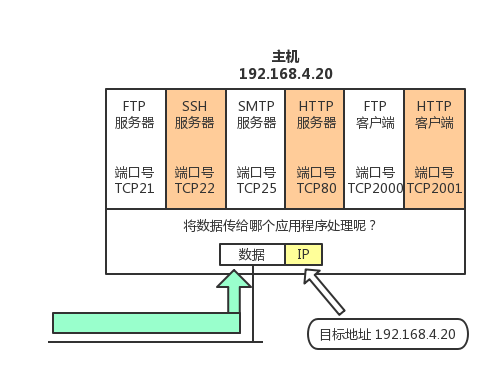 主机
192.168.4.20
FTP
服务器
端口号
TCP21
SSH
服务器
端口号
TCP22
SMTP
服务器
端口号
TCP25
HTTP
服务器
端口号
TCP80
FTP
客户端
端口号
TCP2000
HTTP
客户端
端口号
TCP2001
将数据传给哪个应用程序处理呢？
数据
IP
目标地址 192.168.4.20